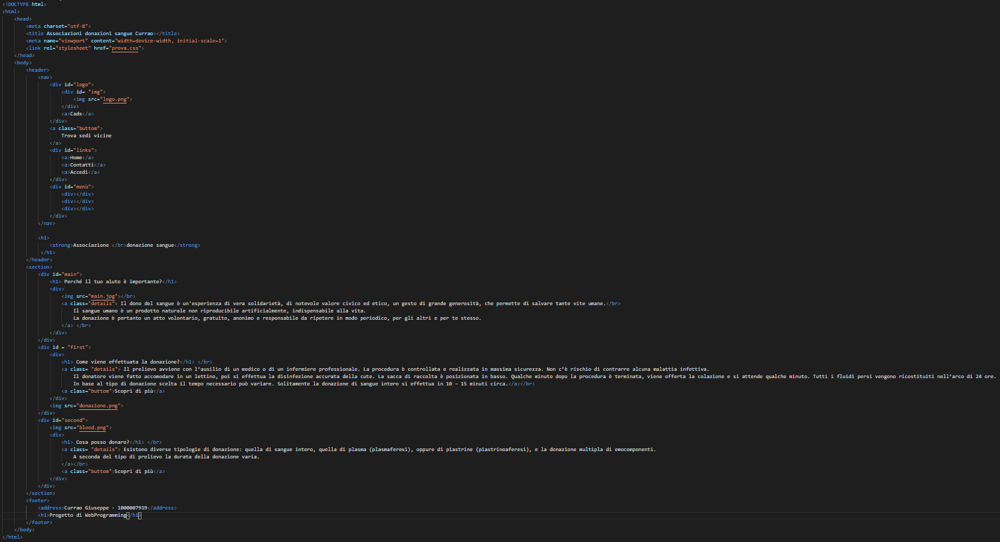 <!DOCTYPE html>
<html>
<head>
<meta charset="utf-8">
<title Associazioni donazioni sangue Currao></title>
<meta name="viewport" content="width=device-width, initial-scale=1">
<link rel="stylesheet" href="prova.css">
</head>
<body>
<header>
<nav>
<div id="logo">
<div id= "img">
<img src="logo.png">
</div>
<a>Cads</a>
</div>
<a class="buttom">
Trova sedi vicine
</a>
<div id="links">
<a>Home</a>
<a>Contatti</a>
<a>Accedi</a>
</div>
<div id="menù">
<div></div>
<div></div>
<div></div>
</div>
</nav>
<h1>
<strong>Associazione </br>donazione sangue</strong>
</h1>
</header>
<section>
<div id="main">
<h1> Perché il tuo aiuto è importante?</h1>
<div>
<img src="main.jpg"></br>
<a class="details"> Il dono del sangue è un'esperienza di vera solidarietà, di notevole valore civico ed etico, un gesto di grande generosità, che permette di salvare tante vite umane.</br>
Il sangue umano è un prodotto naturale non riproducibile artificialmente, indispensabile alla vita.
La donazione è pertanto un atto volontario, gratuito, anonimo e responsabile da ripetere in modo periodico, per gli altri e per te stesso.
</a> </br>
</div>
</div>
<div id = "first">
<div>
<h1> Come viene effettuata la donazione?</h1> </br>
<a class= "details"> Il prelievo avviene con l’ausilio di un medico o di un infermiere professionale. La procedura è controllata e realizzata in massima sicurezza. Non c’è rischio di contrarre alcuna malattia infettiva.
Il donatore viene fatto accomodare in un lettino, poi si effettua la disinfezione accurata della cute. La sacca di raccolta è posizionata in basso. Qualche minuto dopo la procedura è terminata, viene offerta la colazione e si attende qualche minuto. Tutti i fluidi persi vengono ricostituiti nell’arco di 24 ore.
In base al tipo di donazione scelta il tempo necessario può variare. Solitamente la donazione di sangue intero si effettua in 10 – 15 minuti circa.</a></br>
<a class="buttom">Scopri di più</a>
</div>
<img src="donazione.png">
</div>
<div id="second">
<img src="blood.png">
<div>
<h1> Cosa posso donare?</h1> </br>
<a class= "details"> Esistono diverse tipologie di donazione: quella di sangue intero, quella di plasma (plasmaferesi), oppure di piastrine (piastrinoaferesi), e la donazione multipla di emocomponenti.
A seconda del tipo di prelievo la durata della donazione varia.
</a></br>
<a class="buttom">Scopri di più</a>
</div>
</div>
</section>
<footer>
<address>Currao Giuseppe - 1000007919</address>
<h1>Progetto di WebProgramming</h1>
</footer>
</body>
</html>